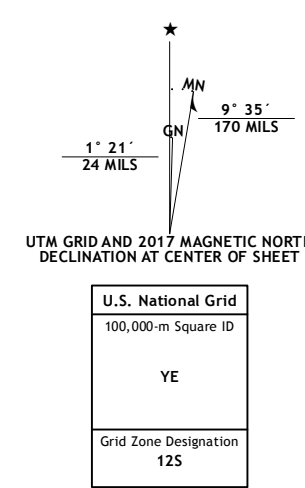 ★
MN
GN
9° 35´
170 MILS
1° 21´
24 MILS
UTM GRID AND 2017 MAGNETIC NORT
DECLINATION AT CENTER OF SHEET
U.S. National Grid
100,000-m Square ID
YE
Grid Zone Designation
12S